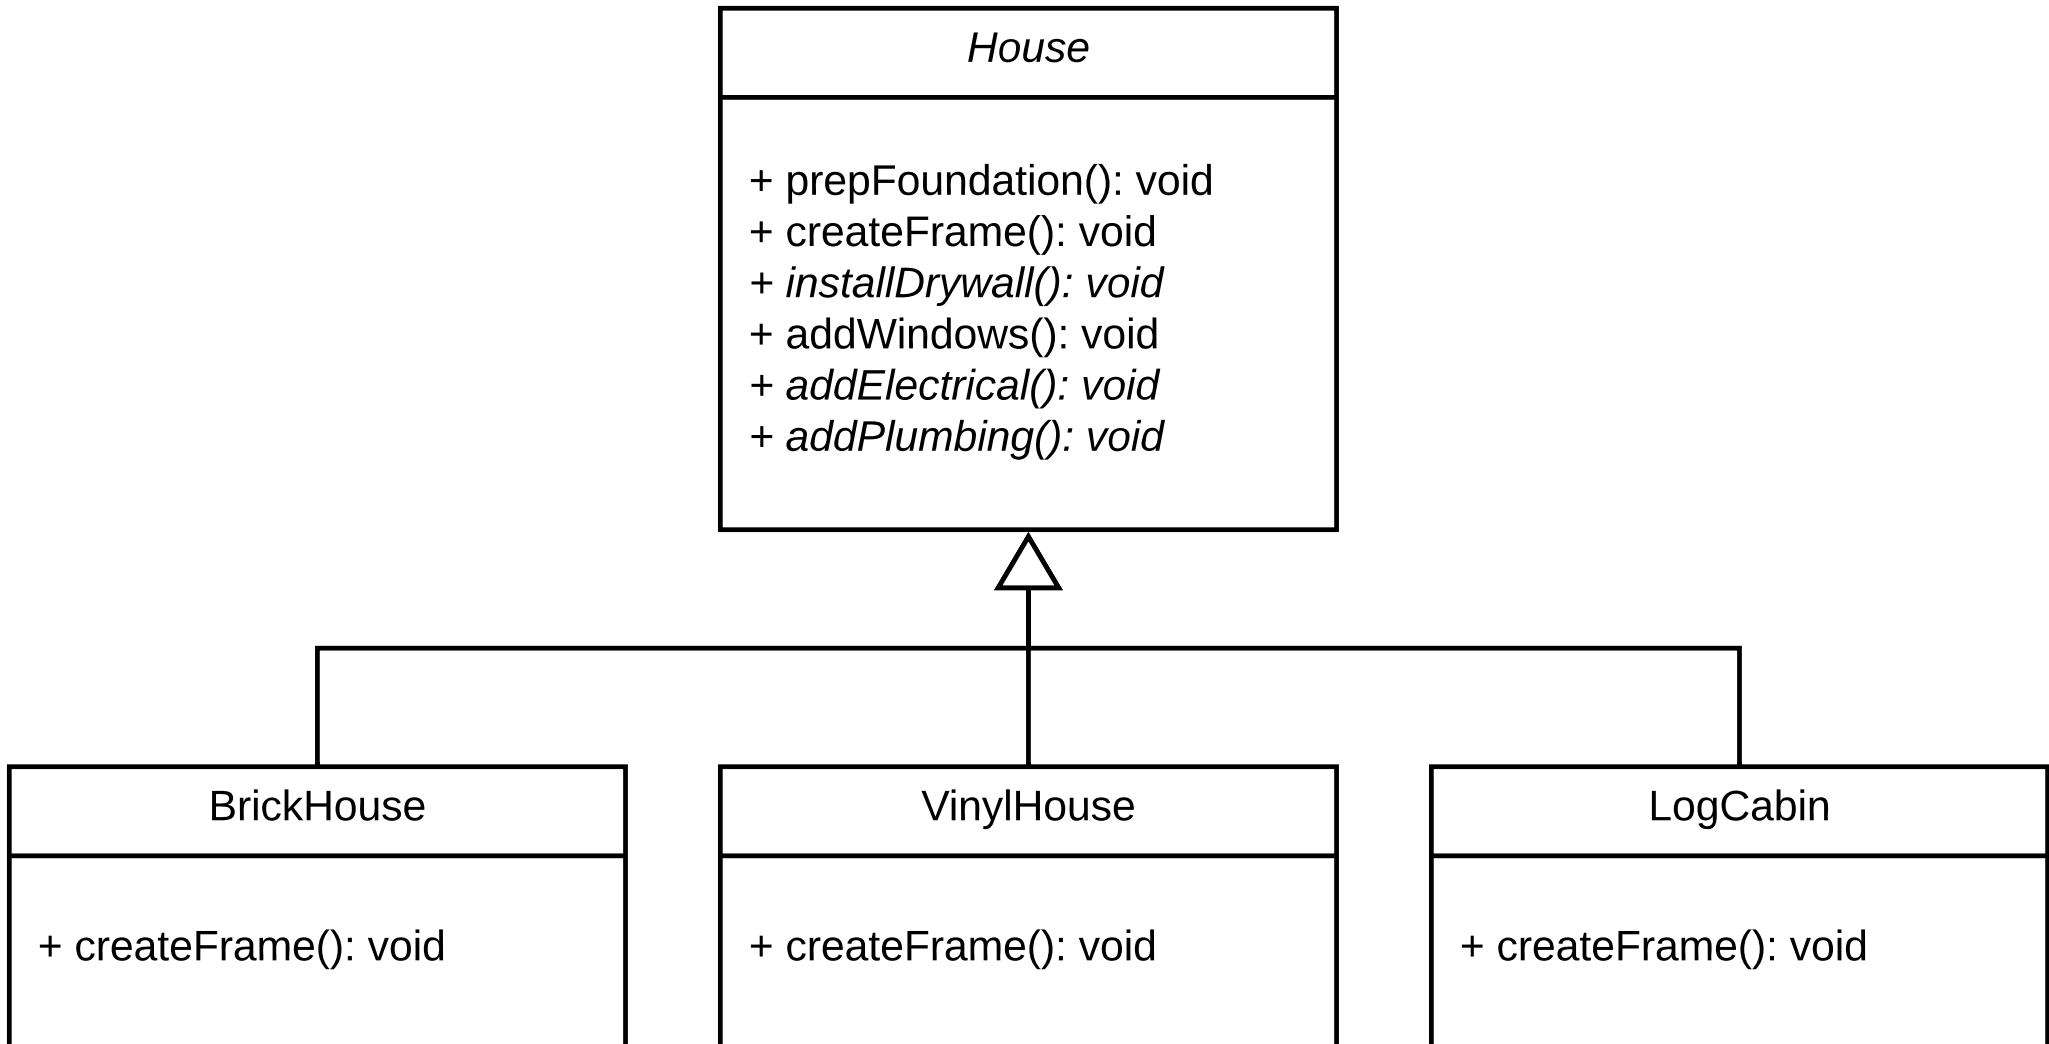 House
+ prepFoundation(): void
+ createFrame(): void
+ installDrywall(): void
+ addWindows(): void
+ addElectrical(): void
+ addPlumbing(): void
BrickHouse
+ createFrame(): void
VinylHouse
+ createFrame(): void
LogCabin
+ createFrame(): void